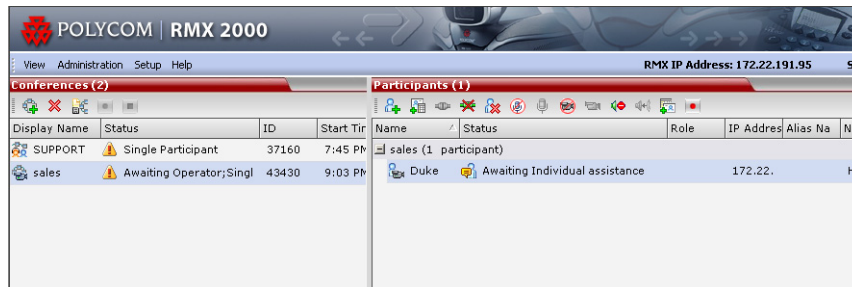 POLYCOM | RMX 2000
View Administration Setup Help RMX IP Address: 172.22.191.95 S
Conferences (2) Participants (1)
Display Name Status ID Start Tir Name Status Role IP Addres Alias Na N
SUPPORT Single Participant 37160 7:45 PM sales (1 participant)
sales Awaiting Operator;Singl 43430 9:03 PM Duke Awaiting Individual assistance 172.22. H